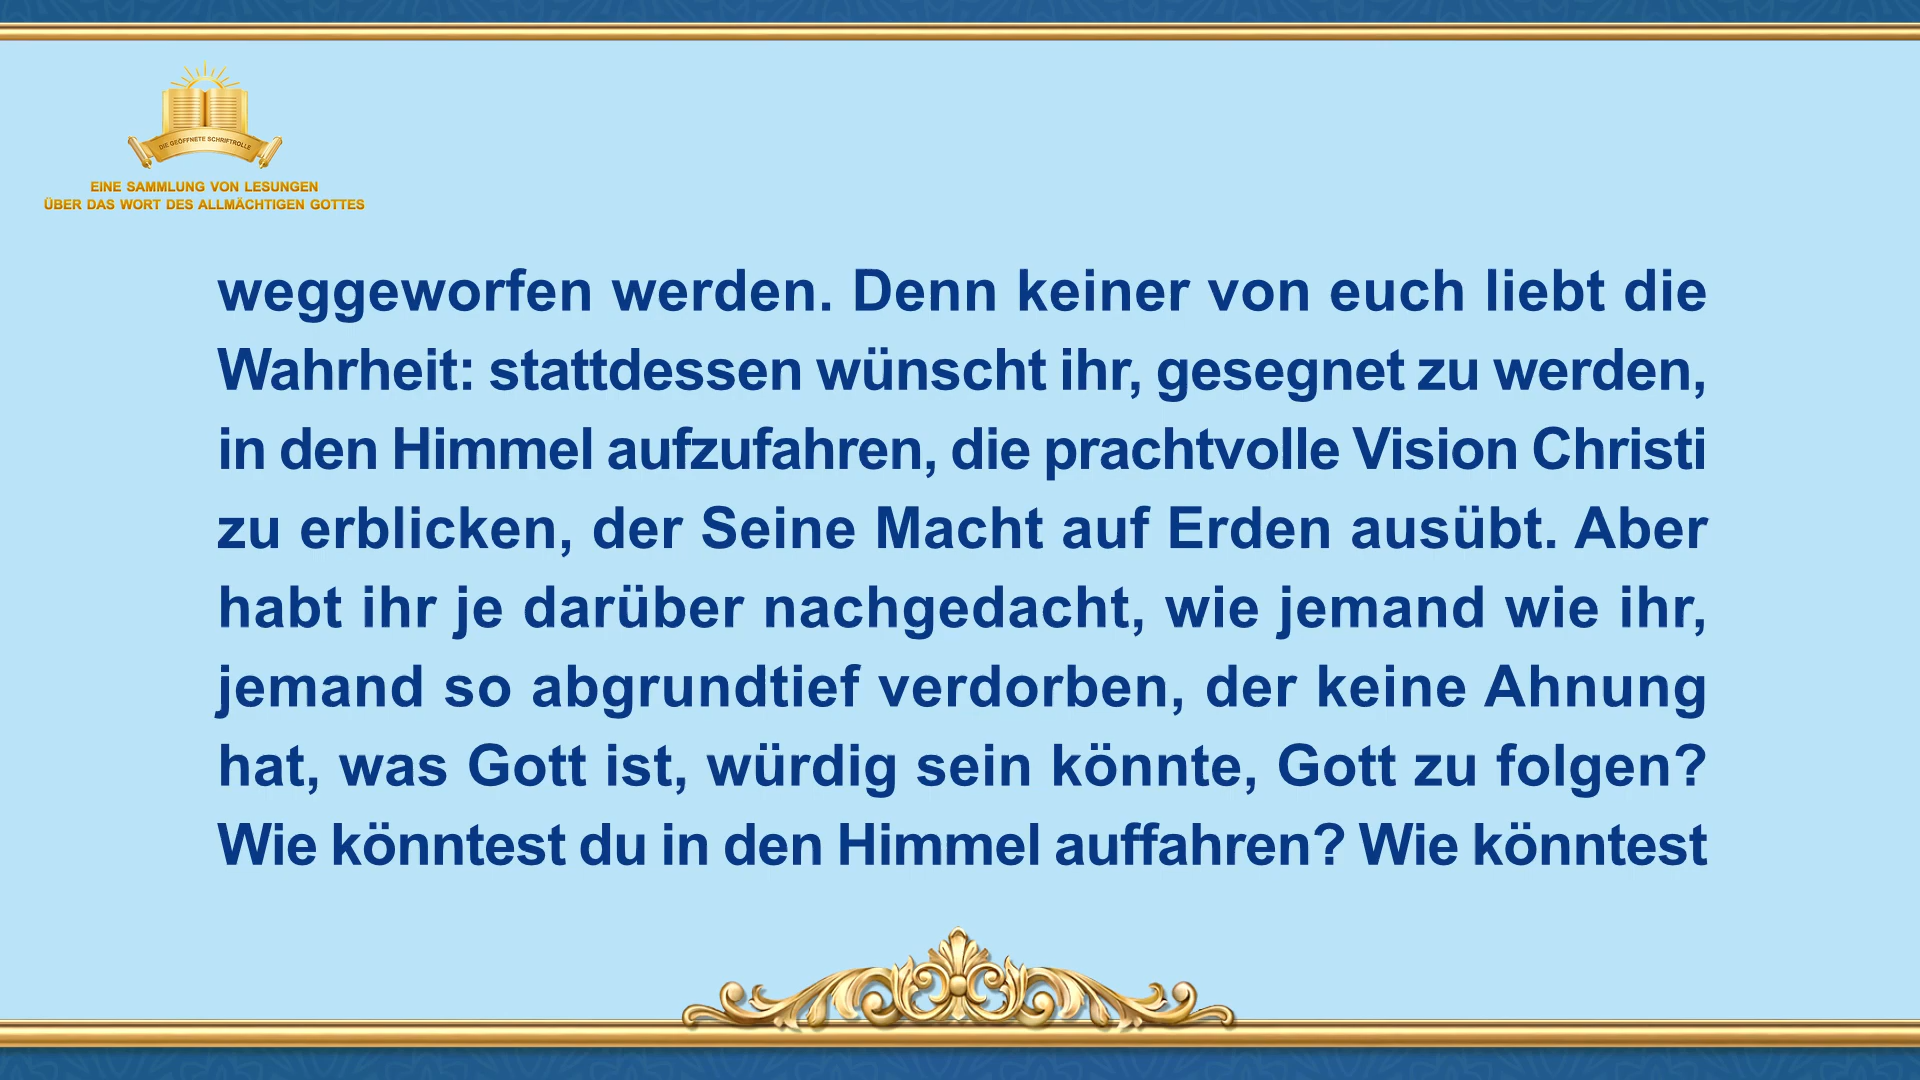 DIE GEÖFFNETE SCHRIFTROLLE
EINE SAMMLUNG VON LESUNGEN
ÜBER DAS WORT DES ALLMÄCHTIGEN GOTTES
weggeworfen werden. Denn keiner von euch liebt die
Wahrheit: stattdessen wünscht ihr, gesegnet zu werden,
in den Himmel aufzufahren, die prachtvolle Vision Christi
zu erblicken, der Seine Macht auf Erden ausübt. Aber
habt ihr je darüber nachgedacht, wie jemand wie ihr,
jemand so abgrundtief verdorben, der keine Ahnung
hat, was Gott ist, würdig sein könnte, Gott zu folgen?
Wie könntest du in den Himmel auffahren? Wie könntest